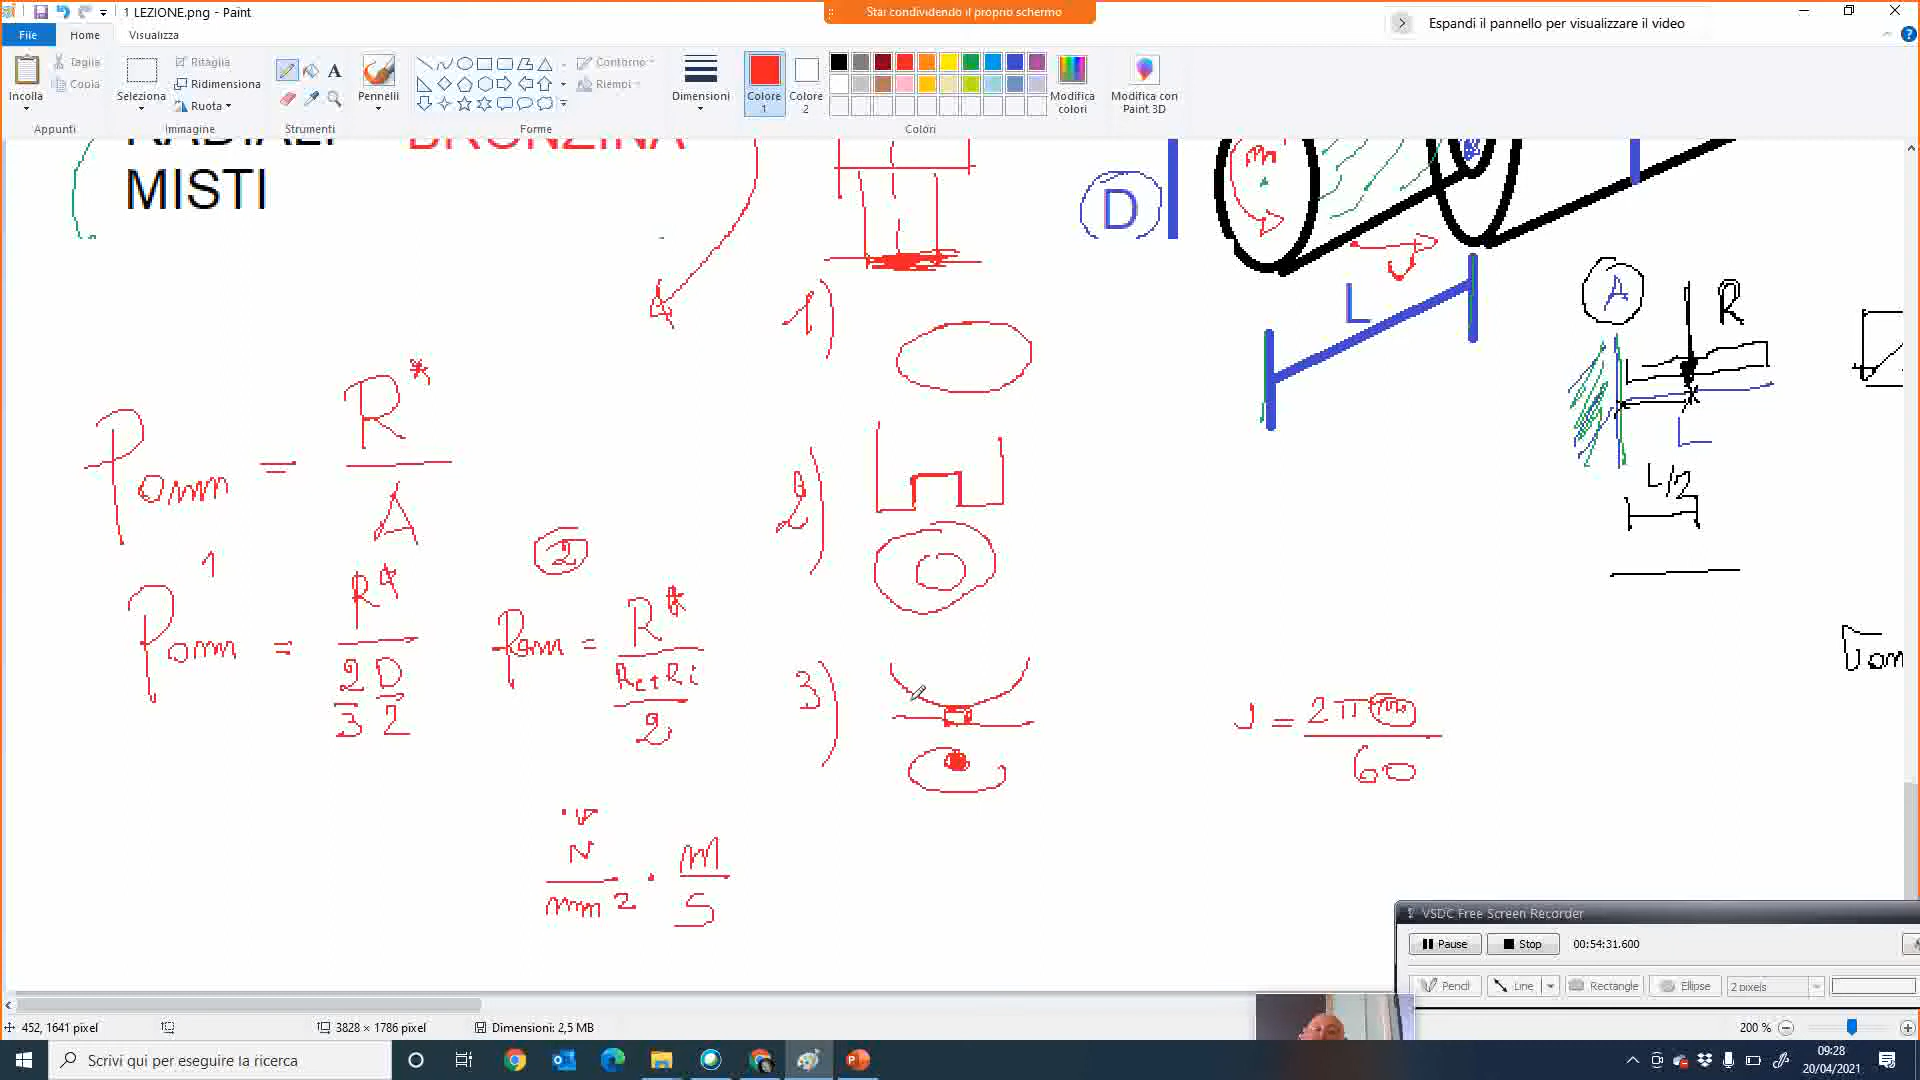 1 LEZIONE.png - Paint
Stai condividendo il proprio schermo
Espandi il pannello per visualizzare il video
File
Home
Visualizza
Incolla
Taglia
Copia
Appunti
Seleziona
Ritaglia
Ridimensiona
Ruota
Immagine
Strumenti
Pennelli
Contorno
Riempi
Forme
Dimensioni
Colore 1
Colore 2
Colori
Modifica colori
Modifica con Paint 3D
RADIALI BRONZINA
MISTI
D
m
L
A
R
L
L/2
1)
2)
3)
Pamm = R* / A
1
Pamm = R* / 2/3 D/2
2
Pamm = R* / Re+Ri / 2
· v
N / mm2 · m / s
= 2 π m / 60
VSDC Free Screen Recorder
Pause
Stop
00:54:31.600
Pencil
Line
Rectangle
Ellipse
2 pixels
452, 1641 pixel
3828 × 1786 pixel
Dimensioni: 2,5 MB
200 %
Scrivi qui per eseguire la ricerca
09:28
20/04/2021